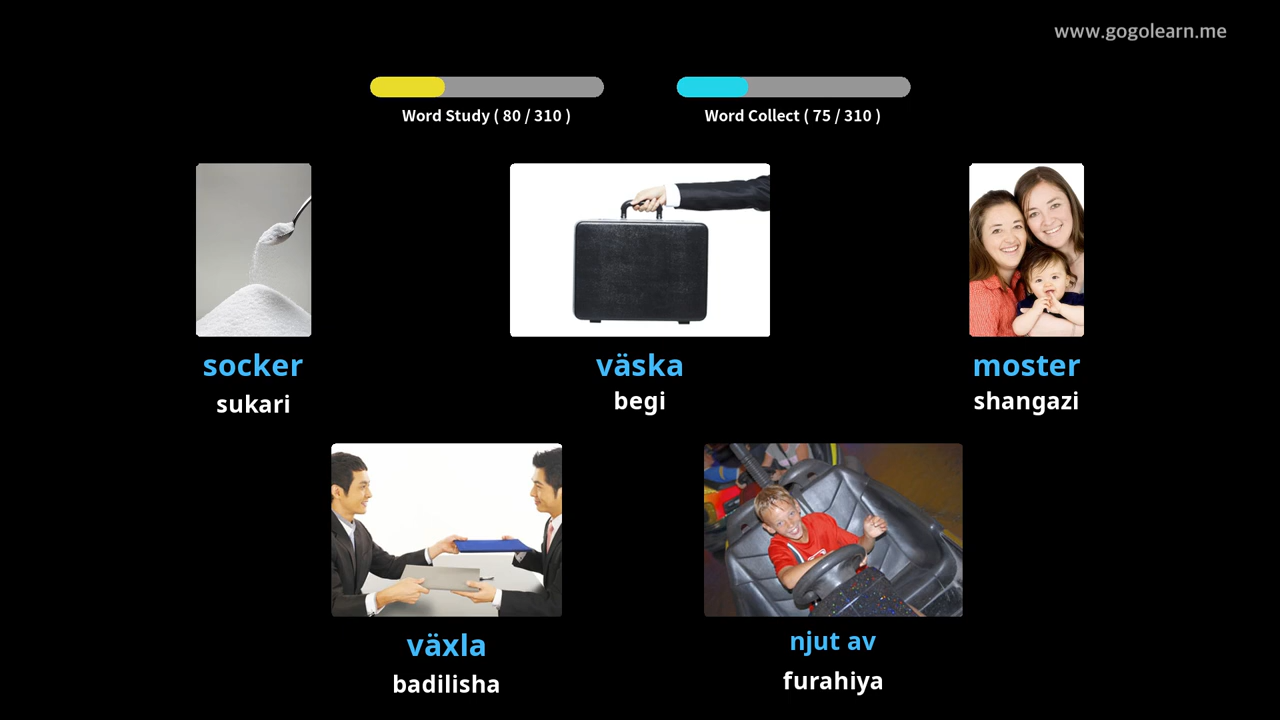 www.gogolearn.me
Word Study ( 80 / 310 )
Word Collect ( 75 / 310 )
socker
sukari
väska
begi
moster
shangazi
växla
badilisha
njut av
furahiya